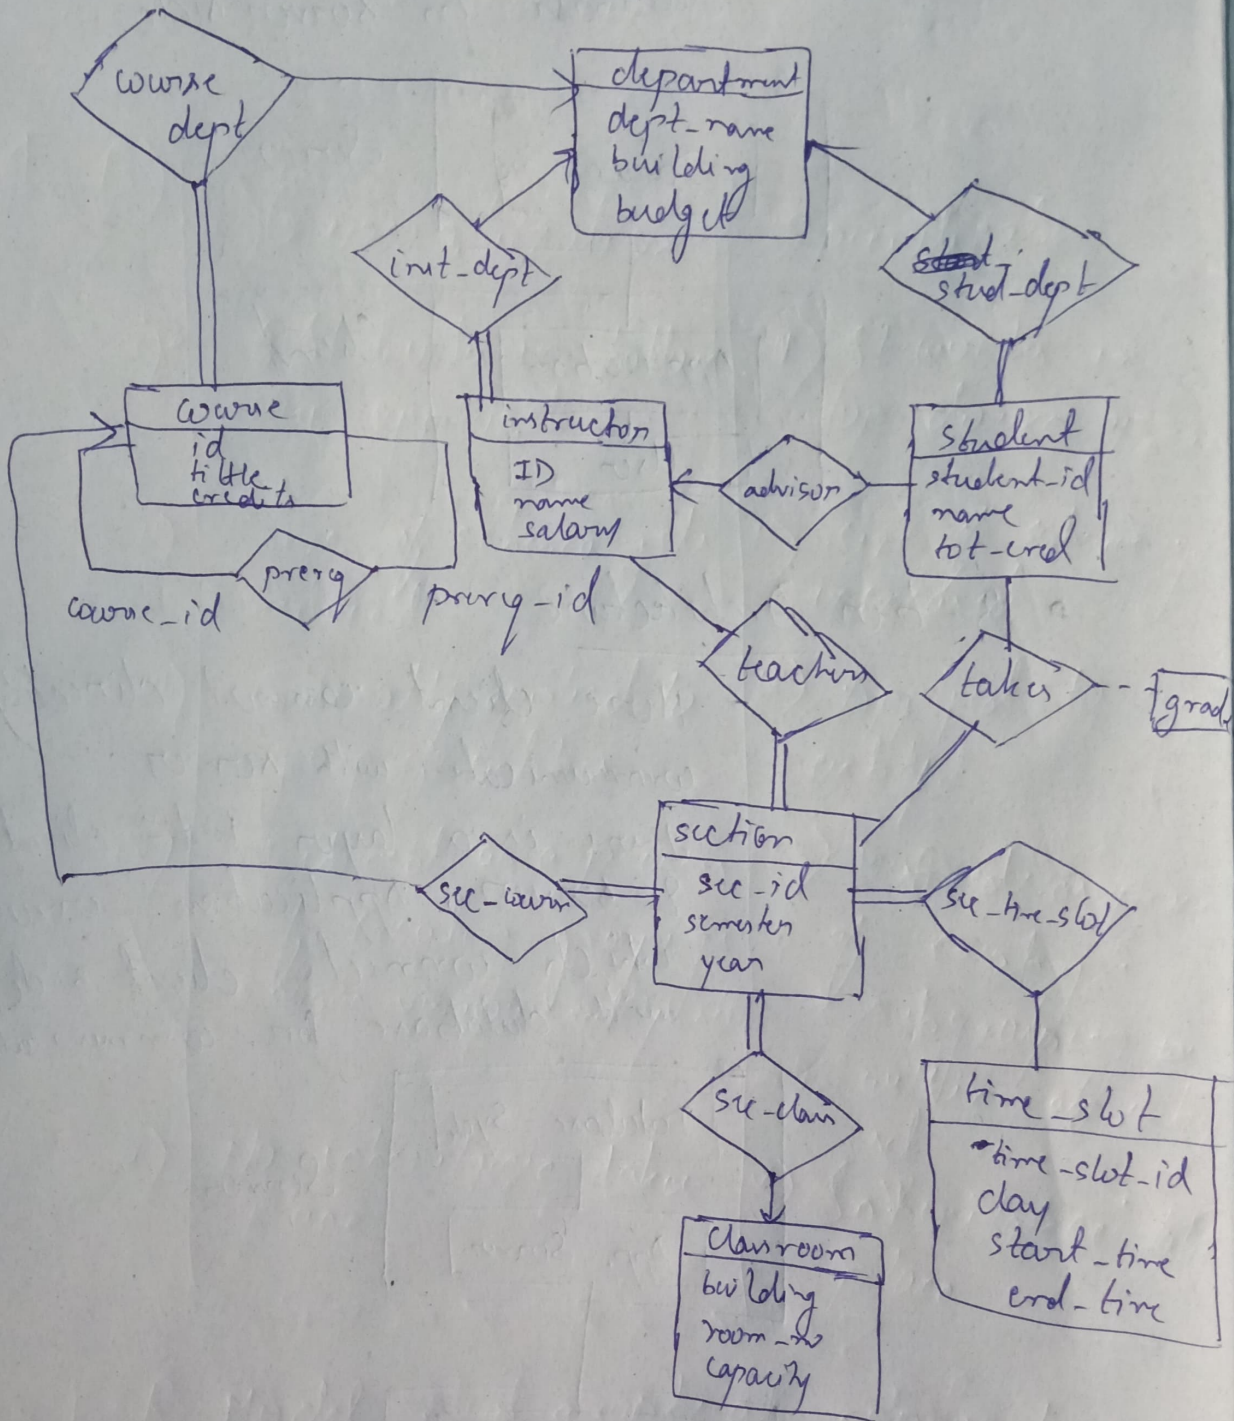 course
dept
department
dept_name
building
budget
inst_dept
stud_dept
course
id
tiltle
credits
instructor
ID
name
salary
advisor
student
student_id
name
tot_cred
prereq
course_id
prereq_id
teaches
takes
grade
section
sec_id
semester
year
sec_course
sec_time_slot
sec_class
time_slot
time_slot_id
day
start_time
end_time
classroom
building
room_no
capacity